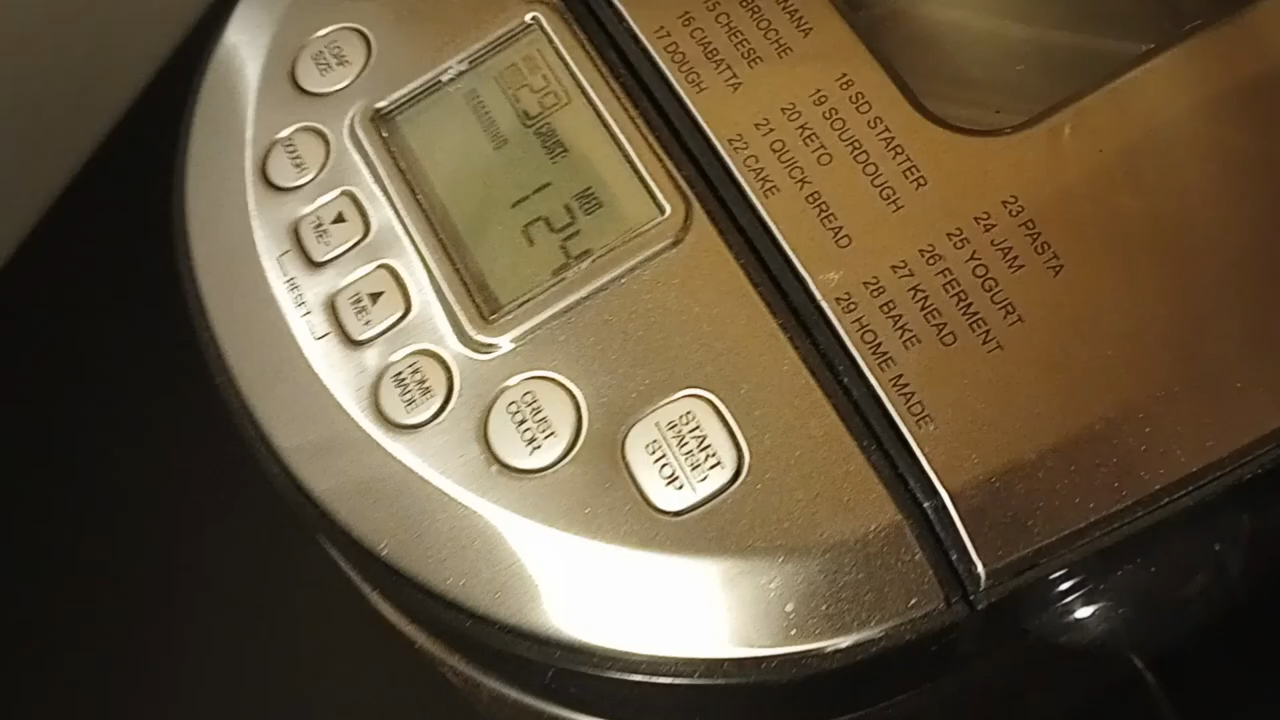 LOAF
SIZE
DOUGH
TIME-
TIME+
RESET
HOME
MADE
CRUST
COLOR
START
(PAUSE)
STOP
29
CRUST:
MED
REMAINING
1 24
BRIOCHE
15 CHEESE
16 CIABATTA
17 DOUGH
18 SD STARTER
19 SOURDOUGH
20 KETO
21 QUICK BREAD
22 CAKE
23 PASTA
24 JAM
25 YOGURT
26 FERMENT
27 KNEAD
28 BAKE
29 HOME MADE